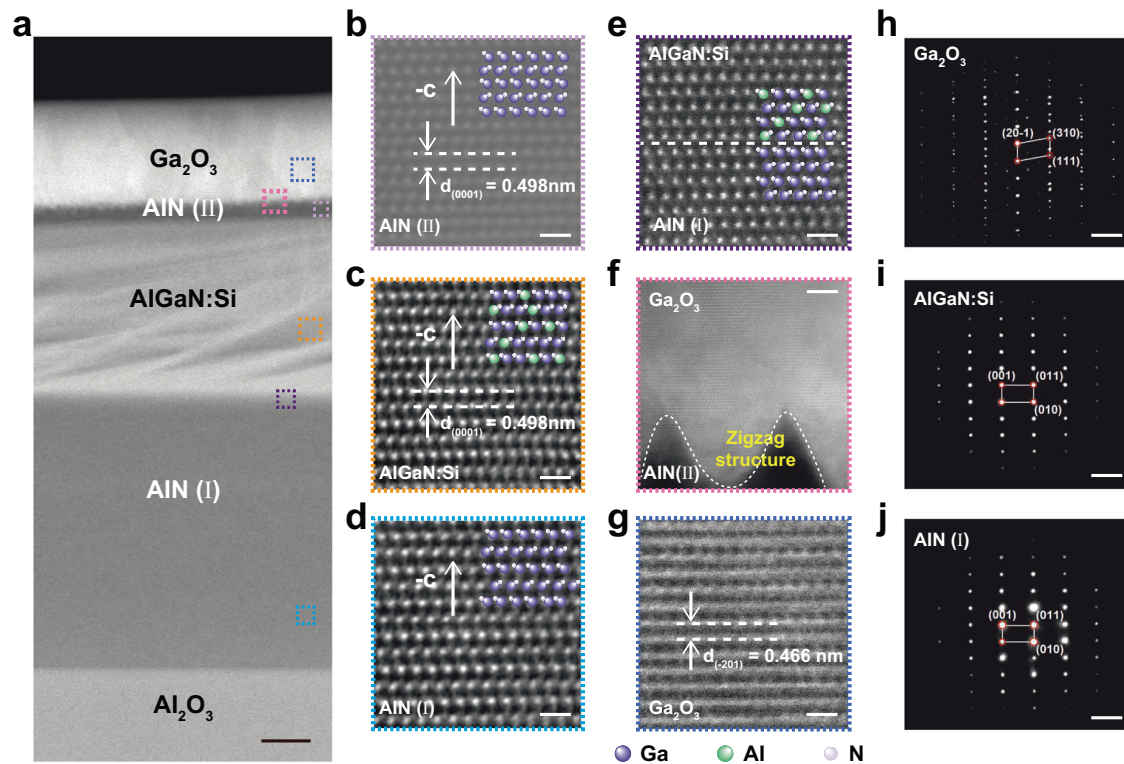 a
Ga₂O₃
AlN (II)
AlGaN:Si
AlN (I)
Al₂O₃
b
-c
d(0001) = 0.498nm
AlN (II)
c
-c
d(0001) = 0.498nm
AlGaN:Si
d
-c
AlN (I)
e
AlGaN:Si
AlN (I)
f
Ga₂O₃
Zigzag
structure
AlN(II)
g
d(-201) = 0.466 nm
Ga₂O₃
Ga
Al
N
h
Ga₂O₃
(20-1)
(310)
(111)
i
AlGaN:Si
(001)
(011)
(010)
j
AlN (I)
(001)
(011)
(010)